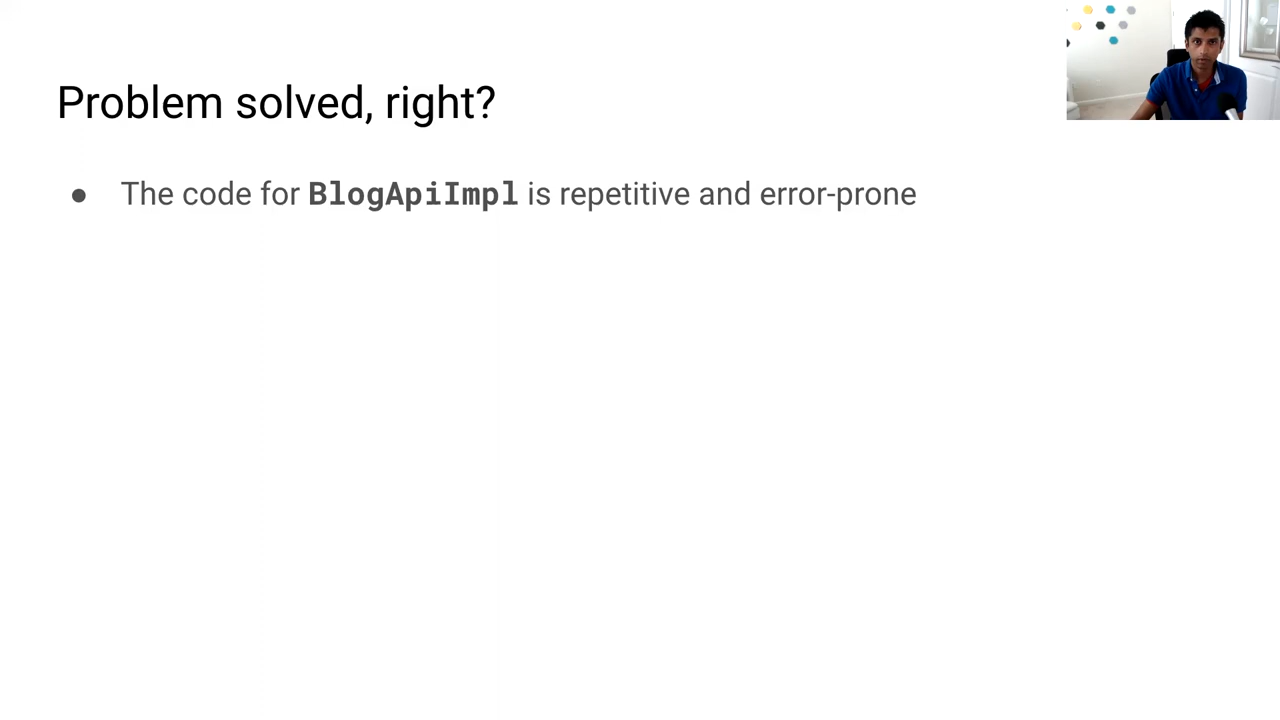 Problem solved, right?
● The code for BlogApiImpl is repetitive and error-prone